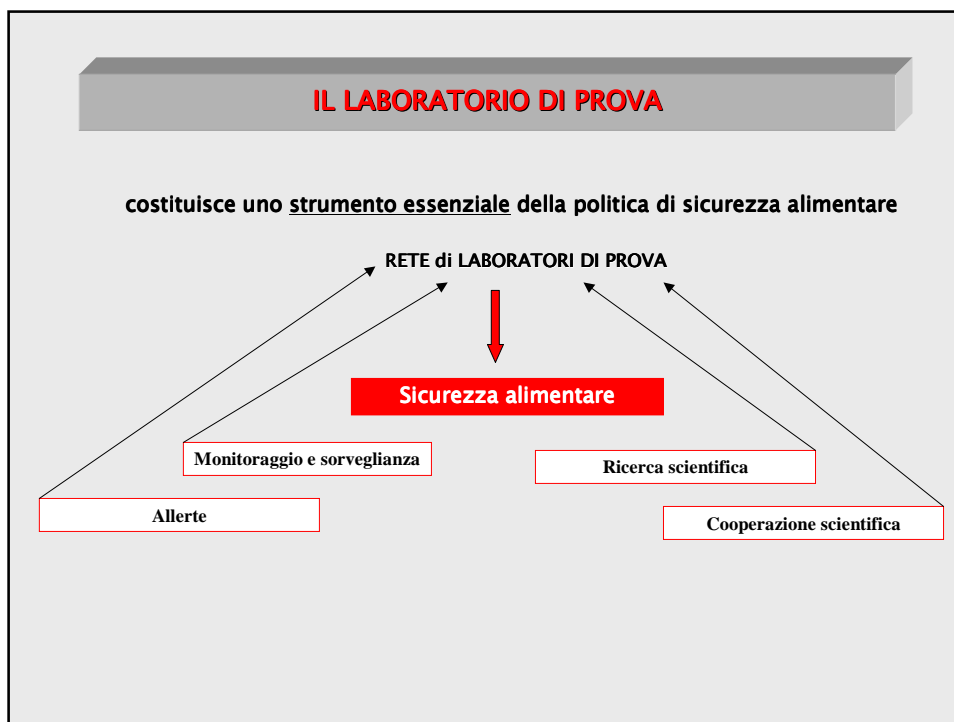 IL LABORATORIO DI PROVA
costituisce uno strumento essenziale della politica di sicurezza alimentare
RETE di LABORATORI DI PROVA
Sicurezza alimentare
Monitoraggio e sorveglianza
Ricerca scientifica
Allerte
Cooperazione scientifica